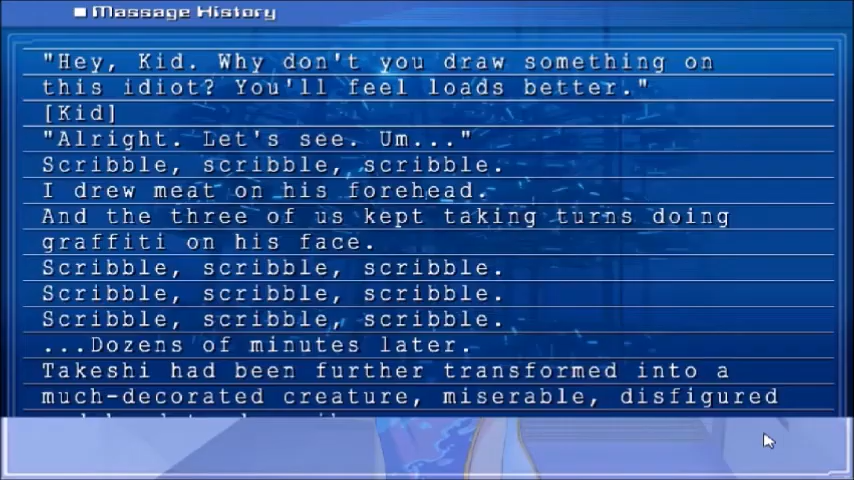 Massage History
"Hey, Kid. Why don't you draw something on
this idiot? You'll feel loads better."
[Kid]
"Alright. Let's see. Um..."
Scribble, scribble, scribble.
I drew meat on his forehead.
And the three of us kept taking turns doing
graffiti on his face.
Scribble, scribble, scribble.
Scribble, scribble, scribble.
Scribble, scribble, scribble.
...Dozens of minutes later.
Takeshi had been further transformed into a
much-decorated creature, miserable, disfigured